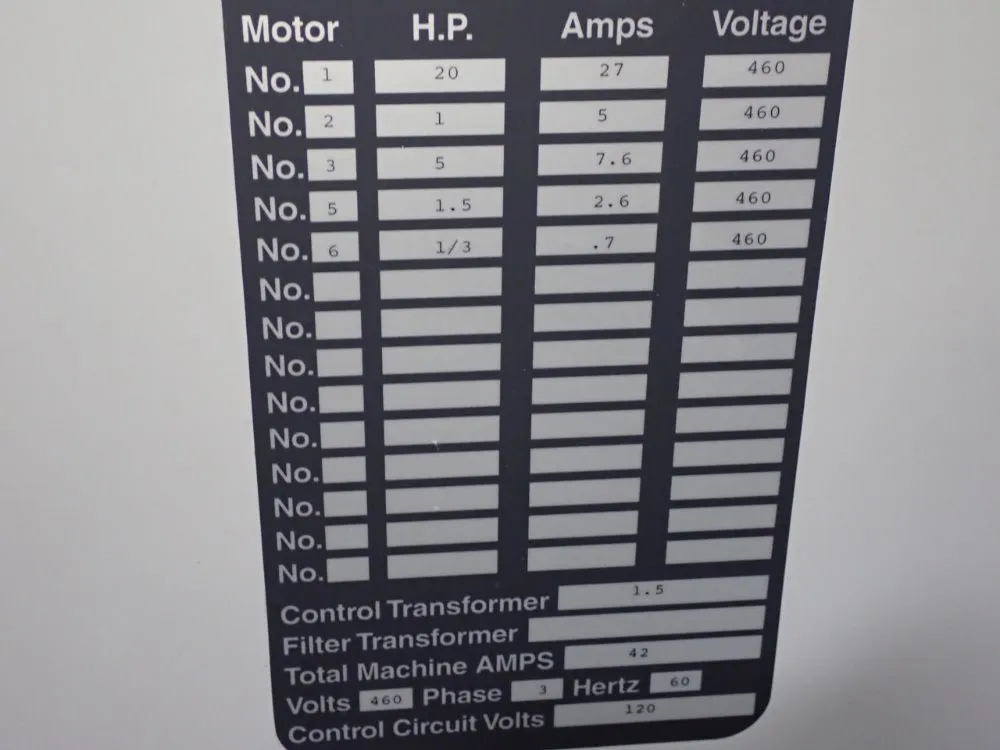 Motor H.P. Amps Voltage
No. 1 20 27 460
No. 2 1 5 460
No. 3 5 7.6 460
No. 5 1.5 2.6 460
No. 6 1/3 .7 460
No.
No.
No.
No.
No.
No.
No.
No.
No.
Control Transformer 1.5
Filter Transformer
Total Machine AMPS 42
Volts 460 Phase 3 Hertz 60
Control Circuit Volts 120